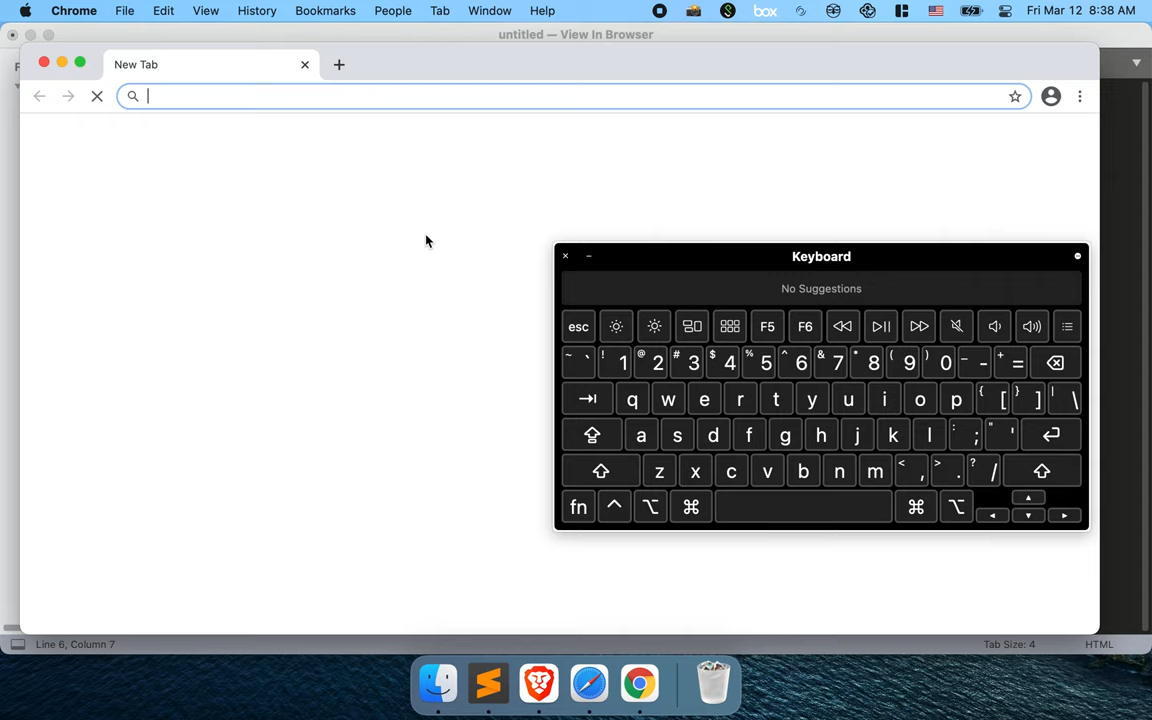 Chrome File Edit View History Bookmarks People Tab Window Help box Fri Mar 12 8:38 AM
untitled — View In Browser
New Tab
Keyboard
No Suggestions
esc F5 F6
~ ` ! 1 @ 2 # 3 $ 4 % 5 ^ 6 & 7 * 8 ( 9 ) 0 _ - + =
q w e r t y u i o p { [ } ] | \
a s d f g h j k l : ; " '
z x c v b n m < , > . ? /
fn
Line 6, Column 7 Tab Size: 4 HTML